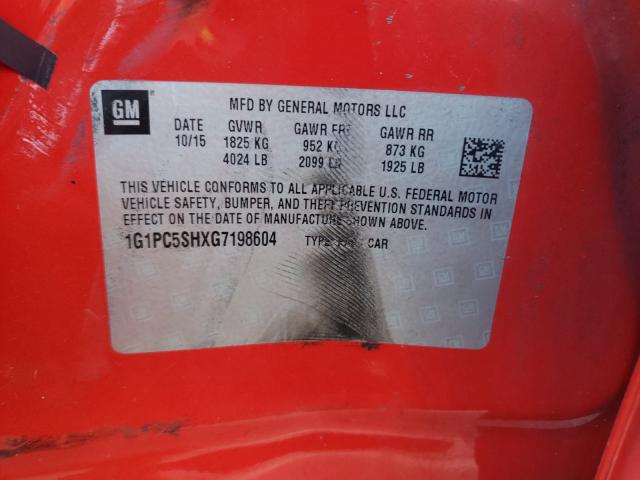 GM
MFD BY GENERAL MOTORS LLC
DATE GVWR GAWR FRT GAWR RR
10/15 1825 KG 952 KG 873 KG
4024 LB 2099 LB 1925 LB
THIS VEHICLE CONFORMS TO ALL APPLICABLE U.S. FEDERAL MOTOR
VEHICLE SAFETY, BUMPER, AND THEFT PREVENTION STANDARDS IN
EFFECT ON THE DATE OF MANUFACTURE SHOWN ABOVE.
1G1PC5SHXG7198604 TYPE: PASS CAR